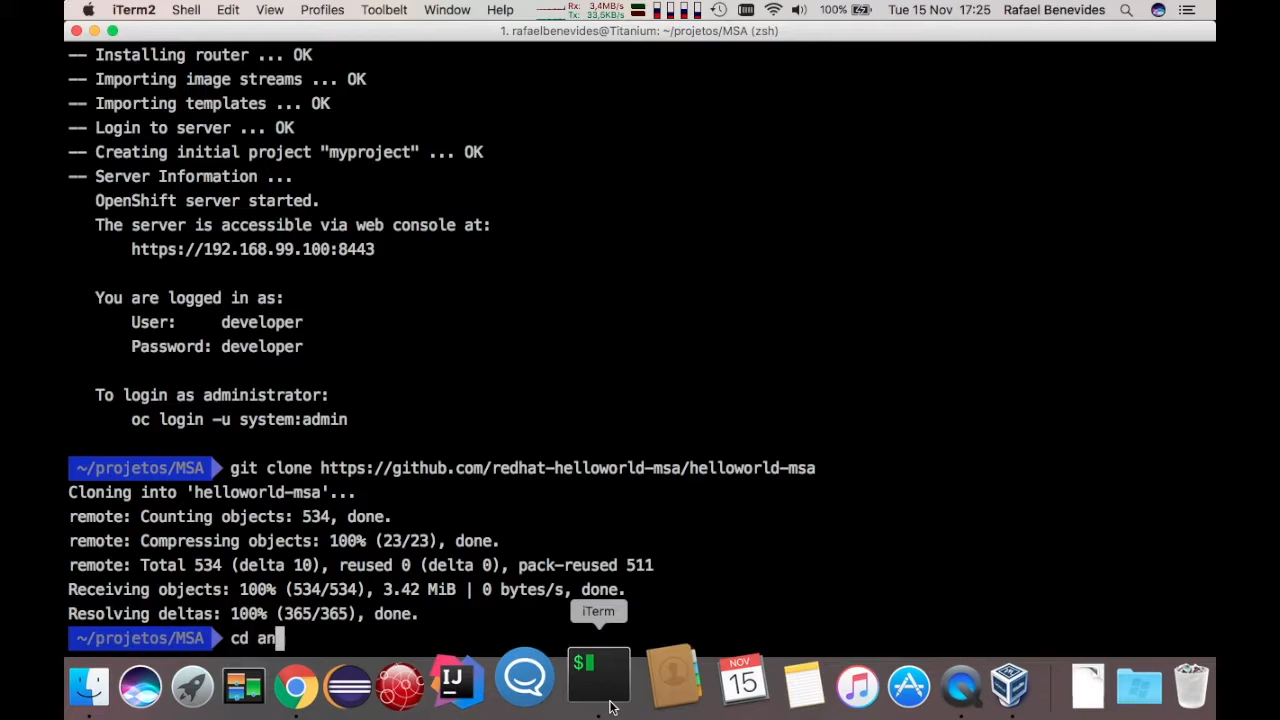 iTerm2 Shell Edit View Profiles Toolbelt Window Help Rx: 3,4MB/s 100% Tue 15 Nov 17:25 Rafael Benevides
Tx: 33,5KB/s
1. rafaelbenevides@Titanium: ~/projetos/MSA (zsh)
-- Installing router ... OK
-- Importing image streams ... OK
-- Importing templates ... OK
-- Login to server ... OK
-- Creating initial project "myproject" ... OK
-- Server Information ...
OpenShift server started.
The server is accessible via web console at:
https://192.168.99.100:8443
You are logged in as:
User: developer
Password: developer
To login as administrator:
oc login -u system:admin
~/projetos/MSA git clone https://github.com/redhat-helloworld-msa/helloworld-msa
Cloning into 'helloworld-msa'...
remote: Counting objects: 534, done.
remote: Compressing objects: 100% (23/23), done.
remote: Total 534 (delta 10), reused 0 (delta 0), pack-reused 511
Receiving objects: 100% (534/534), 3.42 MiB | 0 bytes/s, done.
Resolving deltas: 100% (365/365), done.
iTerm
~/projetos/MSA cd an
$
IJ
NOV
15